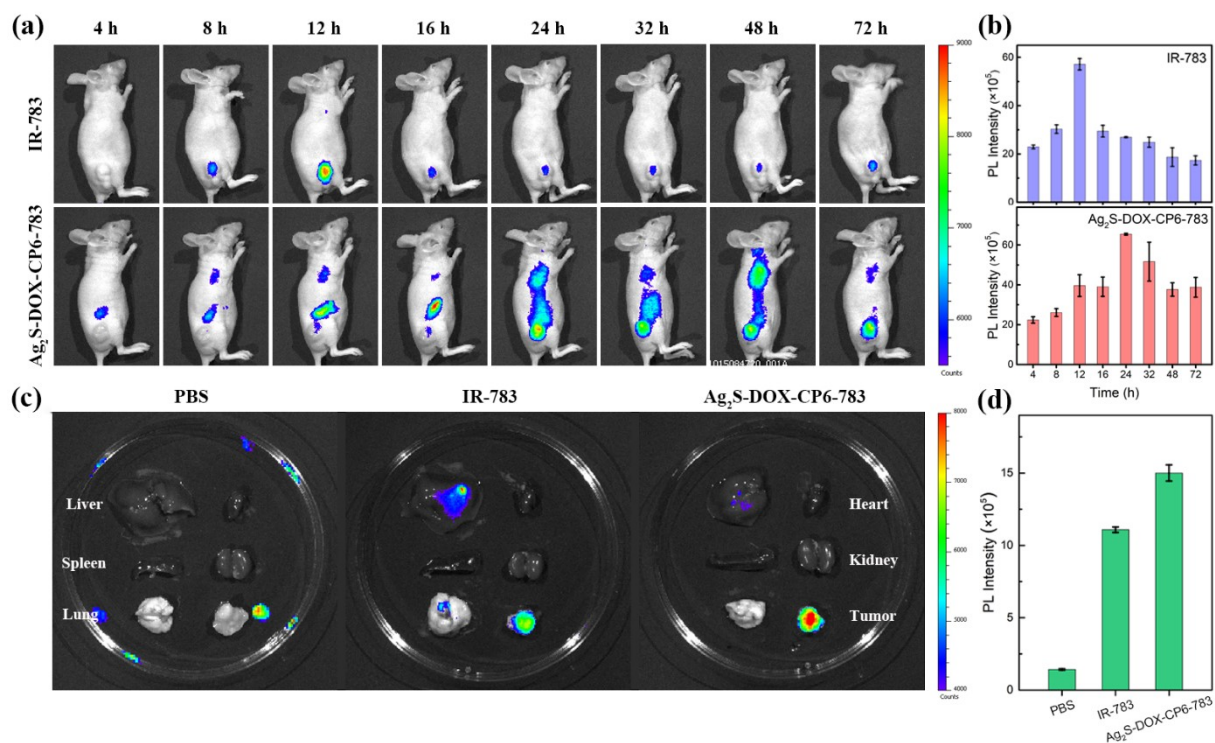 (a)
4 h 8 h 12 h 16 h 24 h 32 h 48 h 72 h
IR-783
Ag₂S-DOX-CP6-783
1015084720_001A
9000
8000
7000
6000
Counts
(b)
IR-783
PL Intensity (×10⁵)
60
40
20
0
Ag₂S-DOX-CP6-783
PL Intensity (×10⁵)
60
40
20
0
4 8 12 16 24 32 48 72
Time (h)
(c)
PBS IR-783 Ag₂S-DOX-CP6-783
Liver Heart
Spleen Kidney
Lung Tumor
8000
7000
6000
5000
4000
Counts
(d)
PL Intensity (×10⁵)
15
10
5
0
PBS IR-783 Ag₂S-DOX-CP6-783